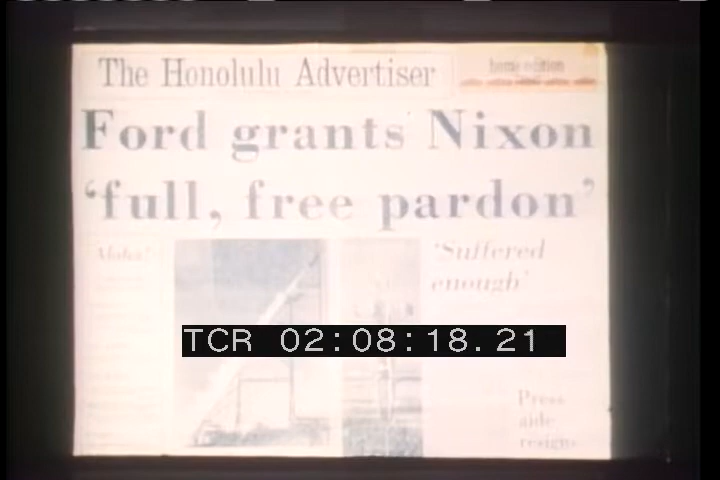 The Honolulu Advertiser
home edition
Ford grants Nixon
'full, free pardon'
Aloha!
'Suffered
enough'
TCR 02:08:18.21
Press
aide
resigns